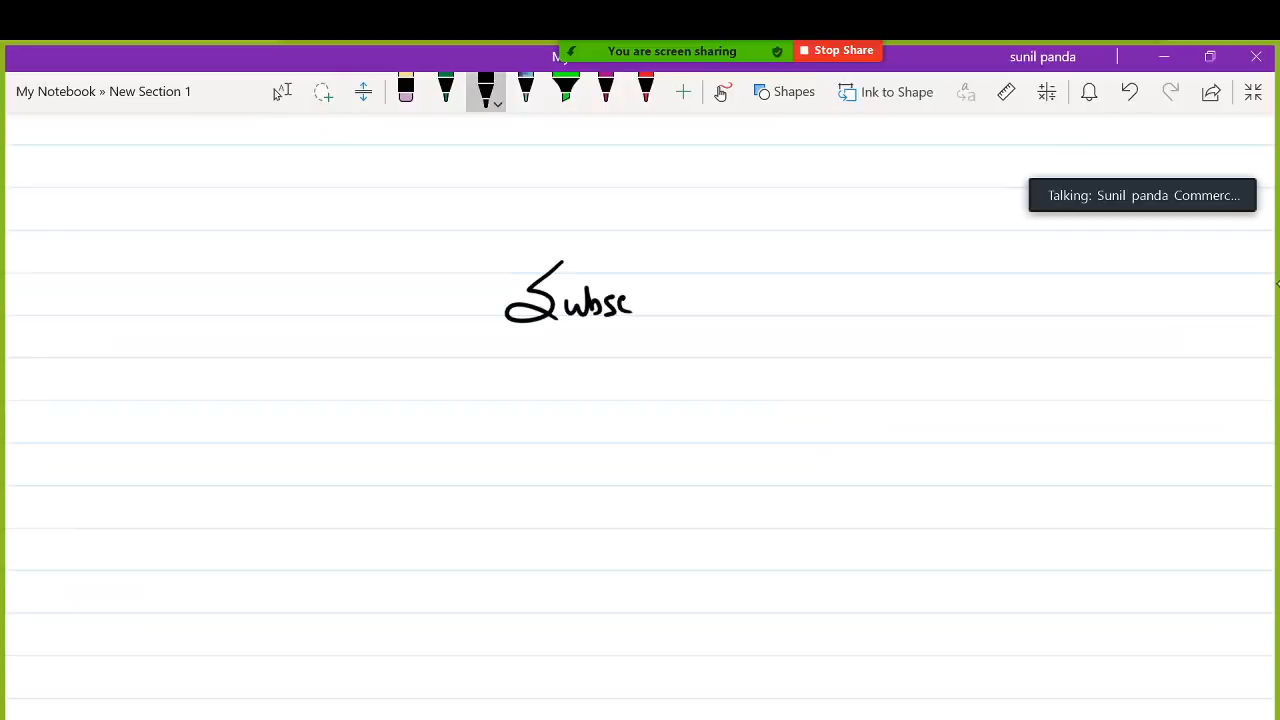 You are screen sharing Stop Share
sunil panda
My Notebook » New Section 1 Shapes Ink to Shape
Talking: Sunil panda Commerc...
Subsc